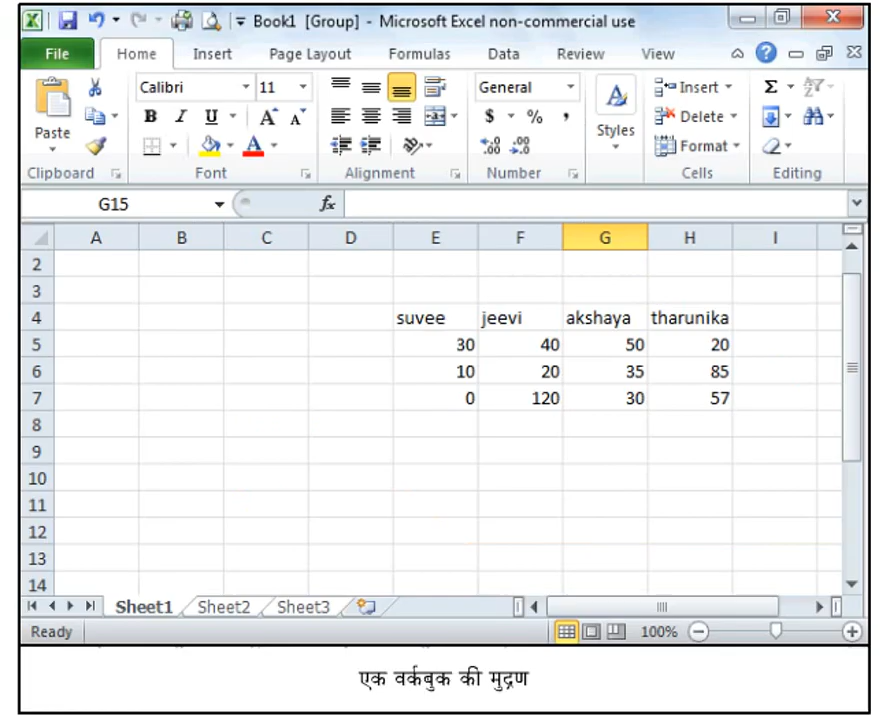 Book1 [Group] - Microsoft Excel non-commercial use
File Home Insert Page Layout Formulas Data Review View
Calibri 11 General Insert Σ
B I U A A $ % , Delete
Paste A .00 .00 Styles Format
Clipboard Font Alignment Number Cells Editing
G15 fx
A B C D E F G H I
2
3
4 suvee jeevi akshaya tharunika
5 30 40 50 20
6 10 20 35 85
7 0 120 30 57
8
9
10
11
12
13
14
Sheet1 Sheet2 Sheet3
Ready 100%
एक वर्कबुक की मुद्रण